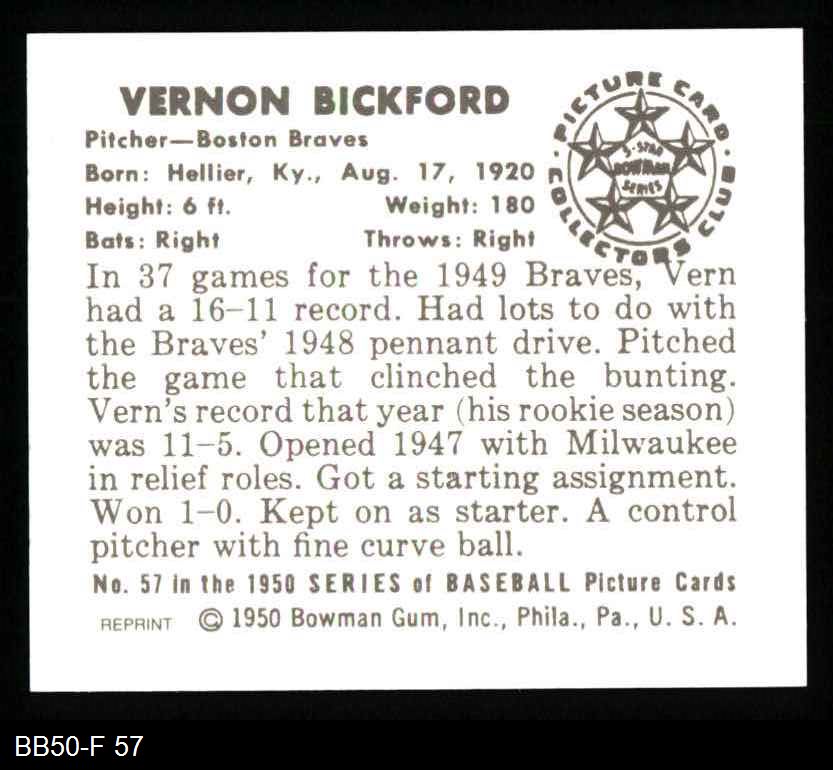 VERNON BICKFORD
Pitcher—Boston Braves
Born: Hellier, Ky., Aug. 17, 1920
Height: 6 ft. Weight: 180
Bats: Right Throws: Right
PICTURE CARD
COLLECTORS CLUB
5-STAR
BOWMAN
SERIES
In 37 games for the 1949 Braves, Vern
had a 16–11 record. Had lots to do with
the Braves' 1948 pennant drive. Pitched
the game that clinched the bunting.
Vern's record that year (his rookie season)
was 11–5. Opened 1947 with Milwaukee
in relief roles. Got a starting assignment.
Won 1–0. Kept on as starter. A control
pitcher with fine curve ball.
No. 57 in the 1950 SERIES of BASEBALL Picture Cards
REPRINT © 1950 Bowman Gum, Inc., Phila., Pa., U. S. A.
BB50-F 57